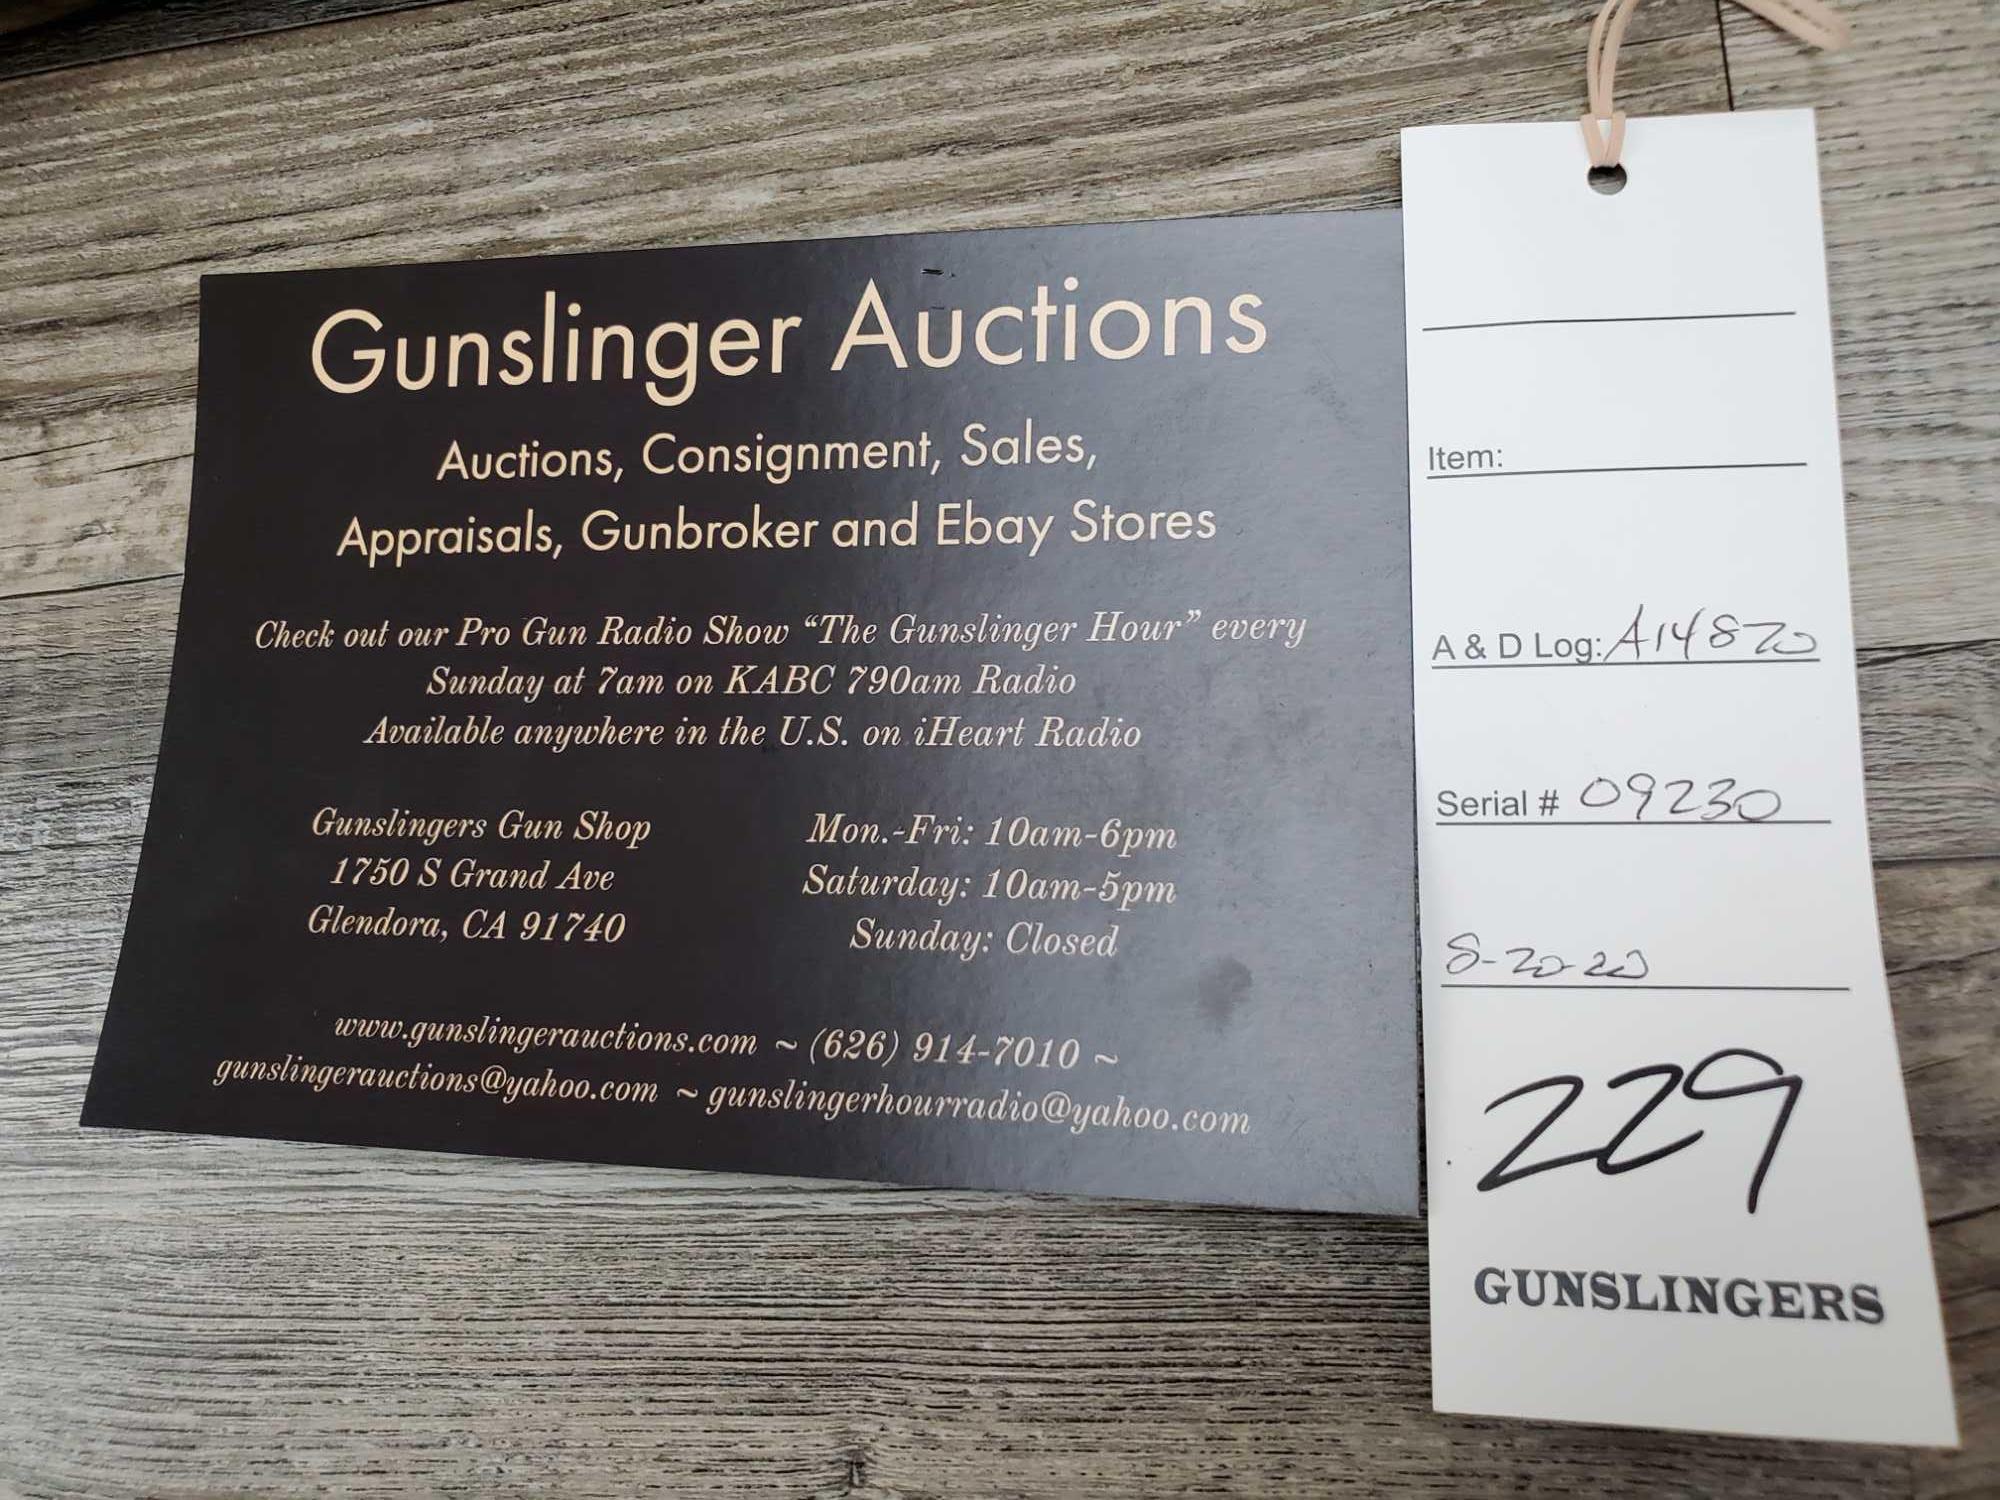 Gunslinger Auctions
Auctions, Consignment, Sales,
Appraisals, Gunbroker and Ebay Stores
Check out our Pro Gun Radio Show “The Gunslinger Hour” every
Sunday at 7am on KABC 790am Radio
Available anywhere in the U.S. on iHeart Radio
Gunslingers Gun Shop
1750 S Grand Ave
Glendora, CA 91740
Mon.-Fri: 10am-6pm
Saturday: 10am-5pm
Sunday: Closed
www.gunslingerauctions.com ~ (626) 914-7010 ~
gunslingerauctions@yahoo.com ~ gunslingerhourradio@yahoo.com
Item:
A & D Log: A14870
Serial # 09230
8-20-20
229
GUNSLINGERS